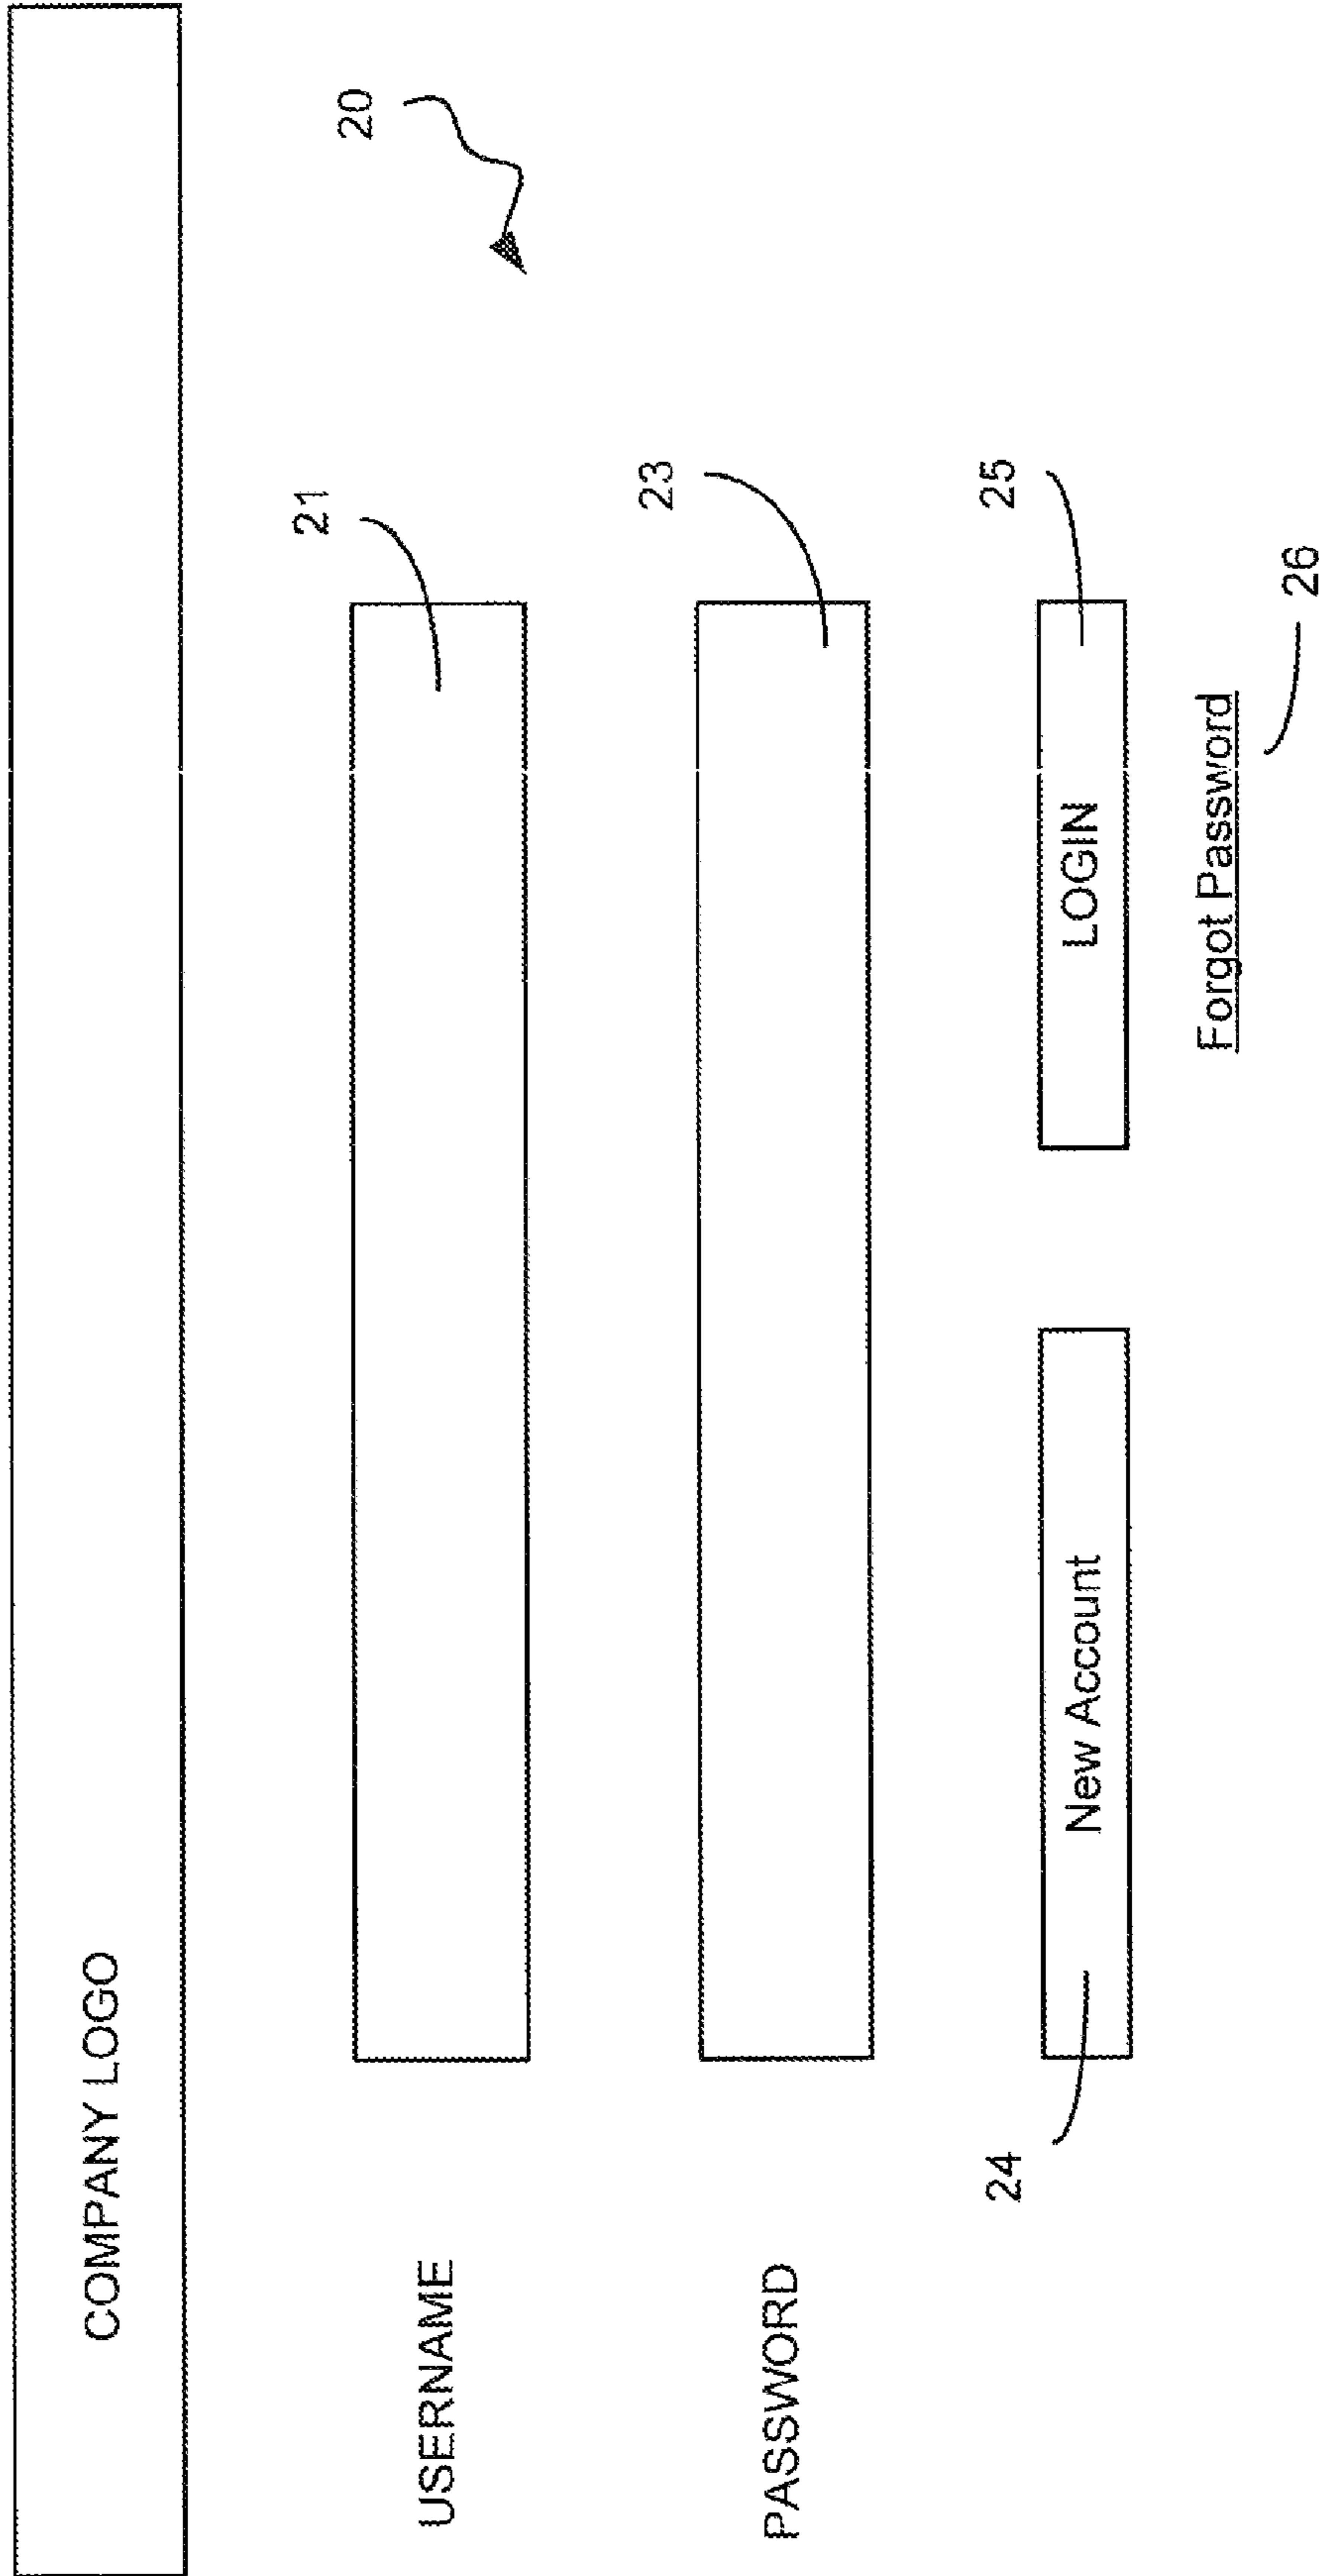 COMPANY LOGO
20
21
USERNAME
23
PASSWORD
24
New Account
LOGIN
25
Forgot Password
26